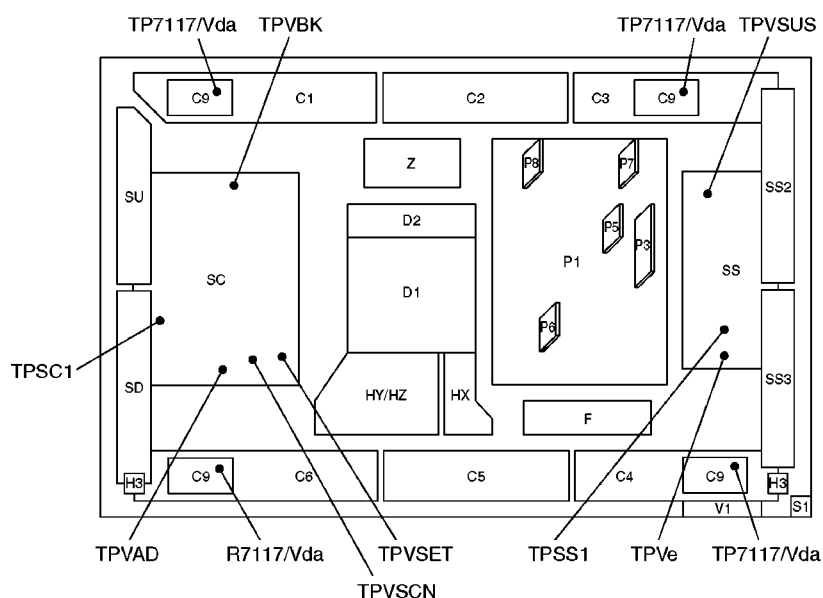 TP7117/Vda TPVBK TP7117/Vda TPVSUS
C9 C1 C2 C3 C9
Z P8 P7
SU SS2
D2 P5 P3
SC D1 P1 SS
P6
TPSC1
SD HY/HZ HX F SS3
H3 C9 C6 C5 C4 C9 H3
V1 S1
TPVAD R7117/Vda TPVSET TPSS1 TPVe TP7117/Vda
TPVSCN